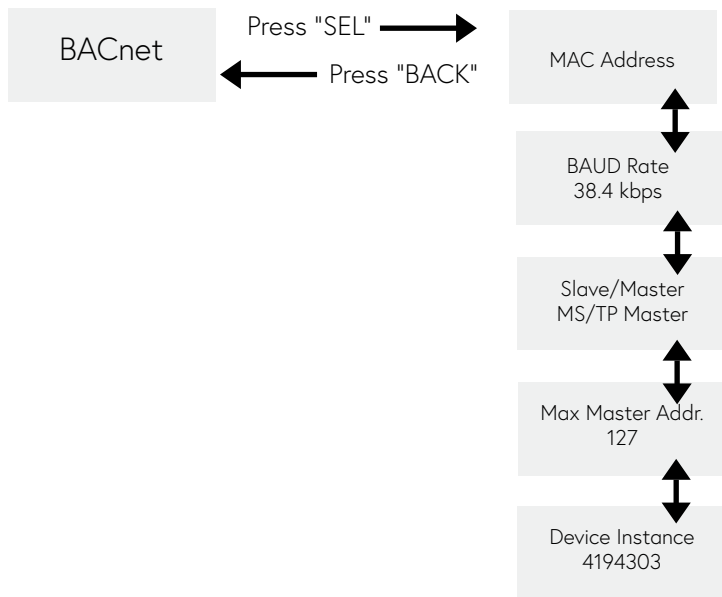 BACnet
Press "SEL"
Press "BACK"
MAC Address
BAUD Rate
38.4 kbps
Slave/Master
MS/TP Master
Max Master Addr.
127
Device Instance
4194303